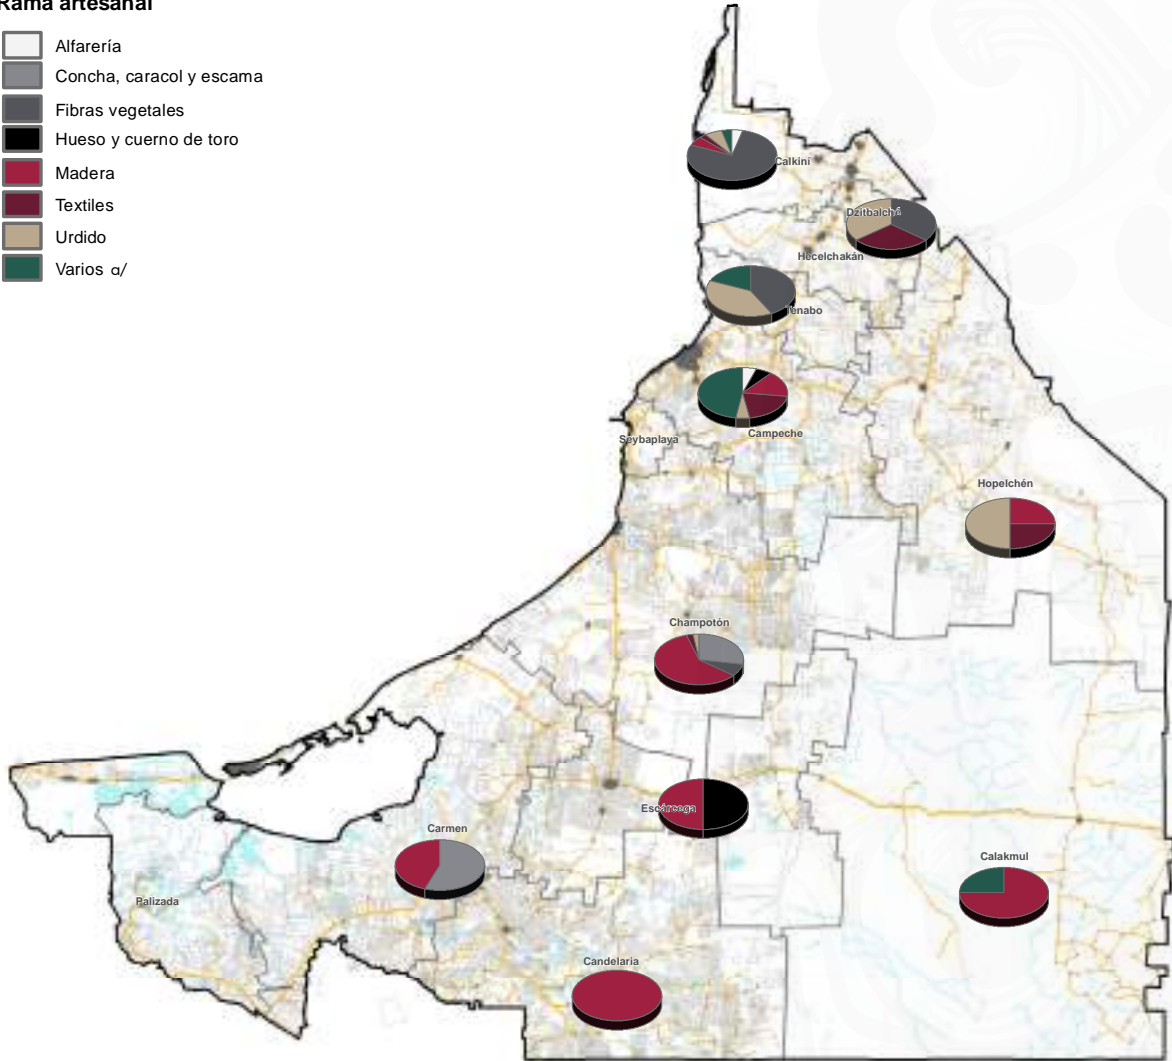 Rama artesanal
Alfarería
Concha, caracol y escama
Fibras vegetales
Hueso y cuerno de toro
Madera
Textiles
Urdido
Varios α/
Calkiní
Dzitbalché
Hecelchakán
Tenabo
Campeche
Seybaplaya
Hopelchén
Champotón
Escárcega
Carmen
Calakmul
Palizada
Candelaria